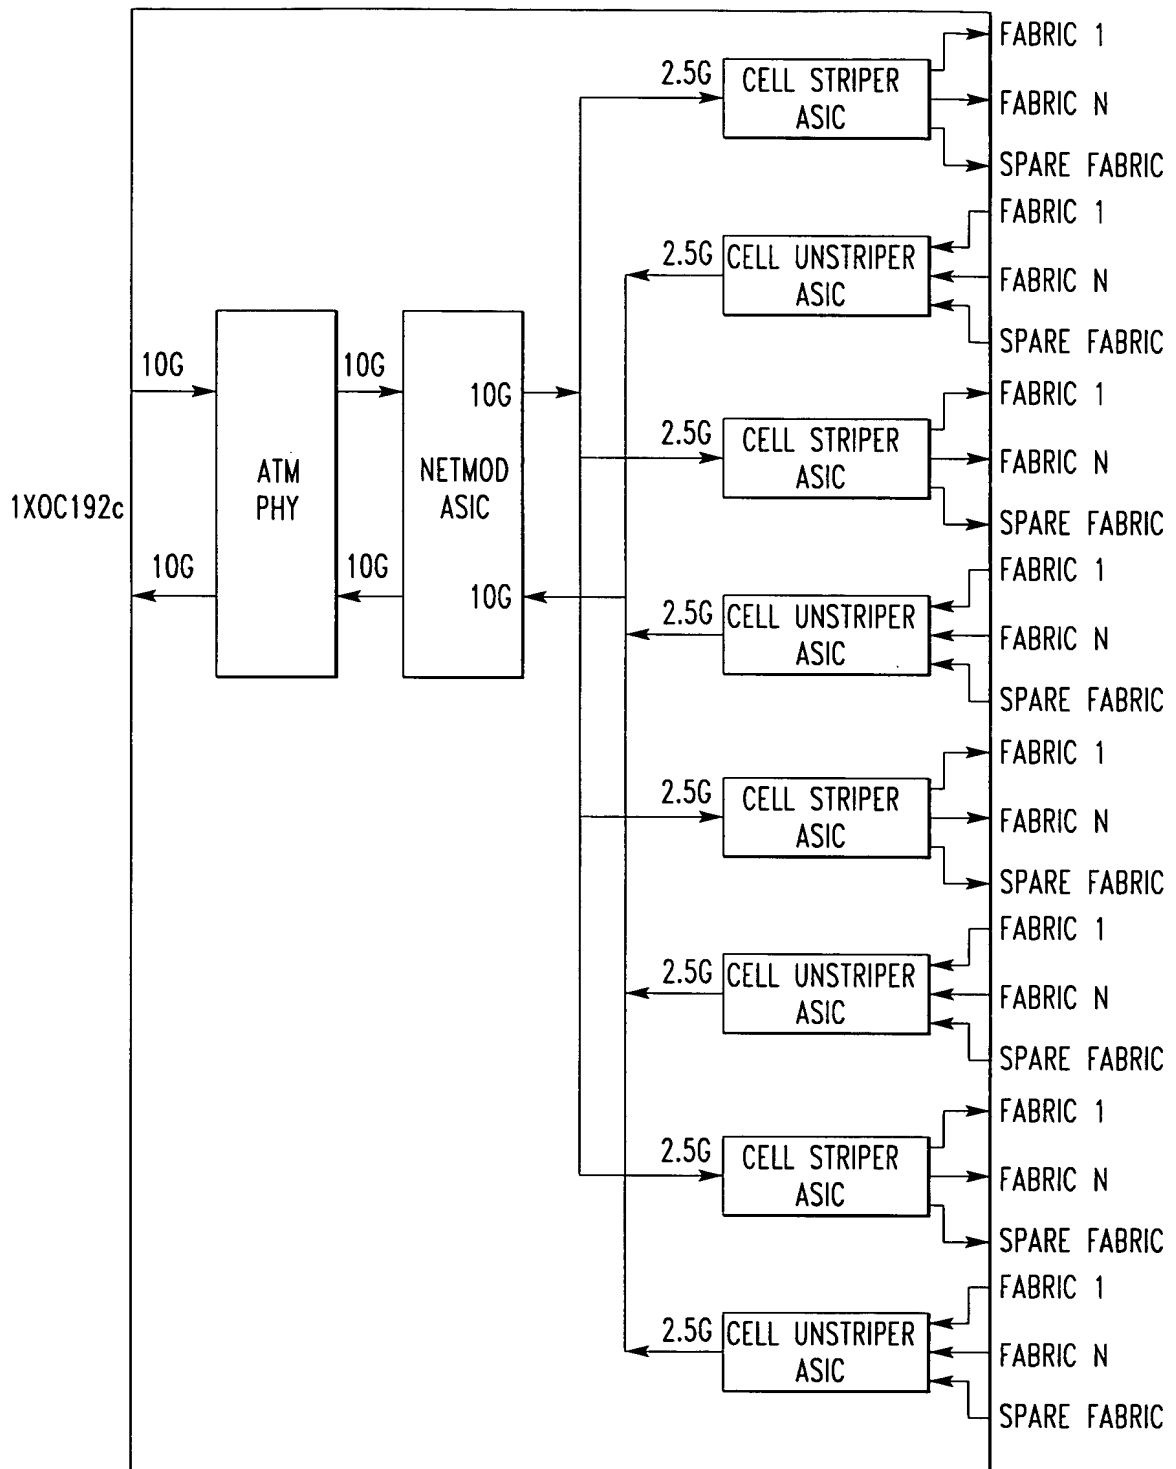 FABRIC 1
2.5G
CELL STRIPER
ASIC
FABRIC N
SPARE FABRIC
FABRIC 1
2.5G
CELL UNSTRIPER
ASIC
FABRIC N
SPARE FABRIC
10G
10G
10G
FABRIC 1
2.5G
CELL STRIPER
ASIC
FABRIC N
SPARE FABRIC
ATM
PHY
NETMOD
ASIC
1XOC192c
10G
10G
10G
FABRIC 1
2.5G
CELL UNSTRIPER
ASIC
FABRIC N
SPARE FABRIC
FABRIC 1
2.5G
CELL STRIPER
ASIC
FABRIC N
SPARE FABRIC
FABRIC 1
2.5G
CELL UNSTRIPER
ASIC
FABRIC N
SPARE FABRIC
FABRIC 1
2.5G
CELL STRIPER
ASIC
FABRIC N
SPARE FABRIC
FABRIC 1
2.5G
CELL UNSTRIPER
ASIC
FABRIC N
SPARE FABRIC